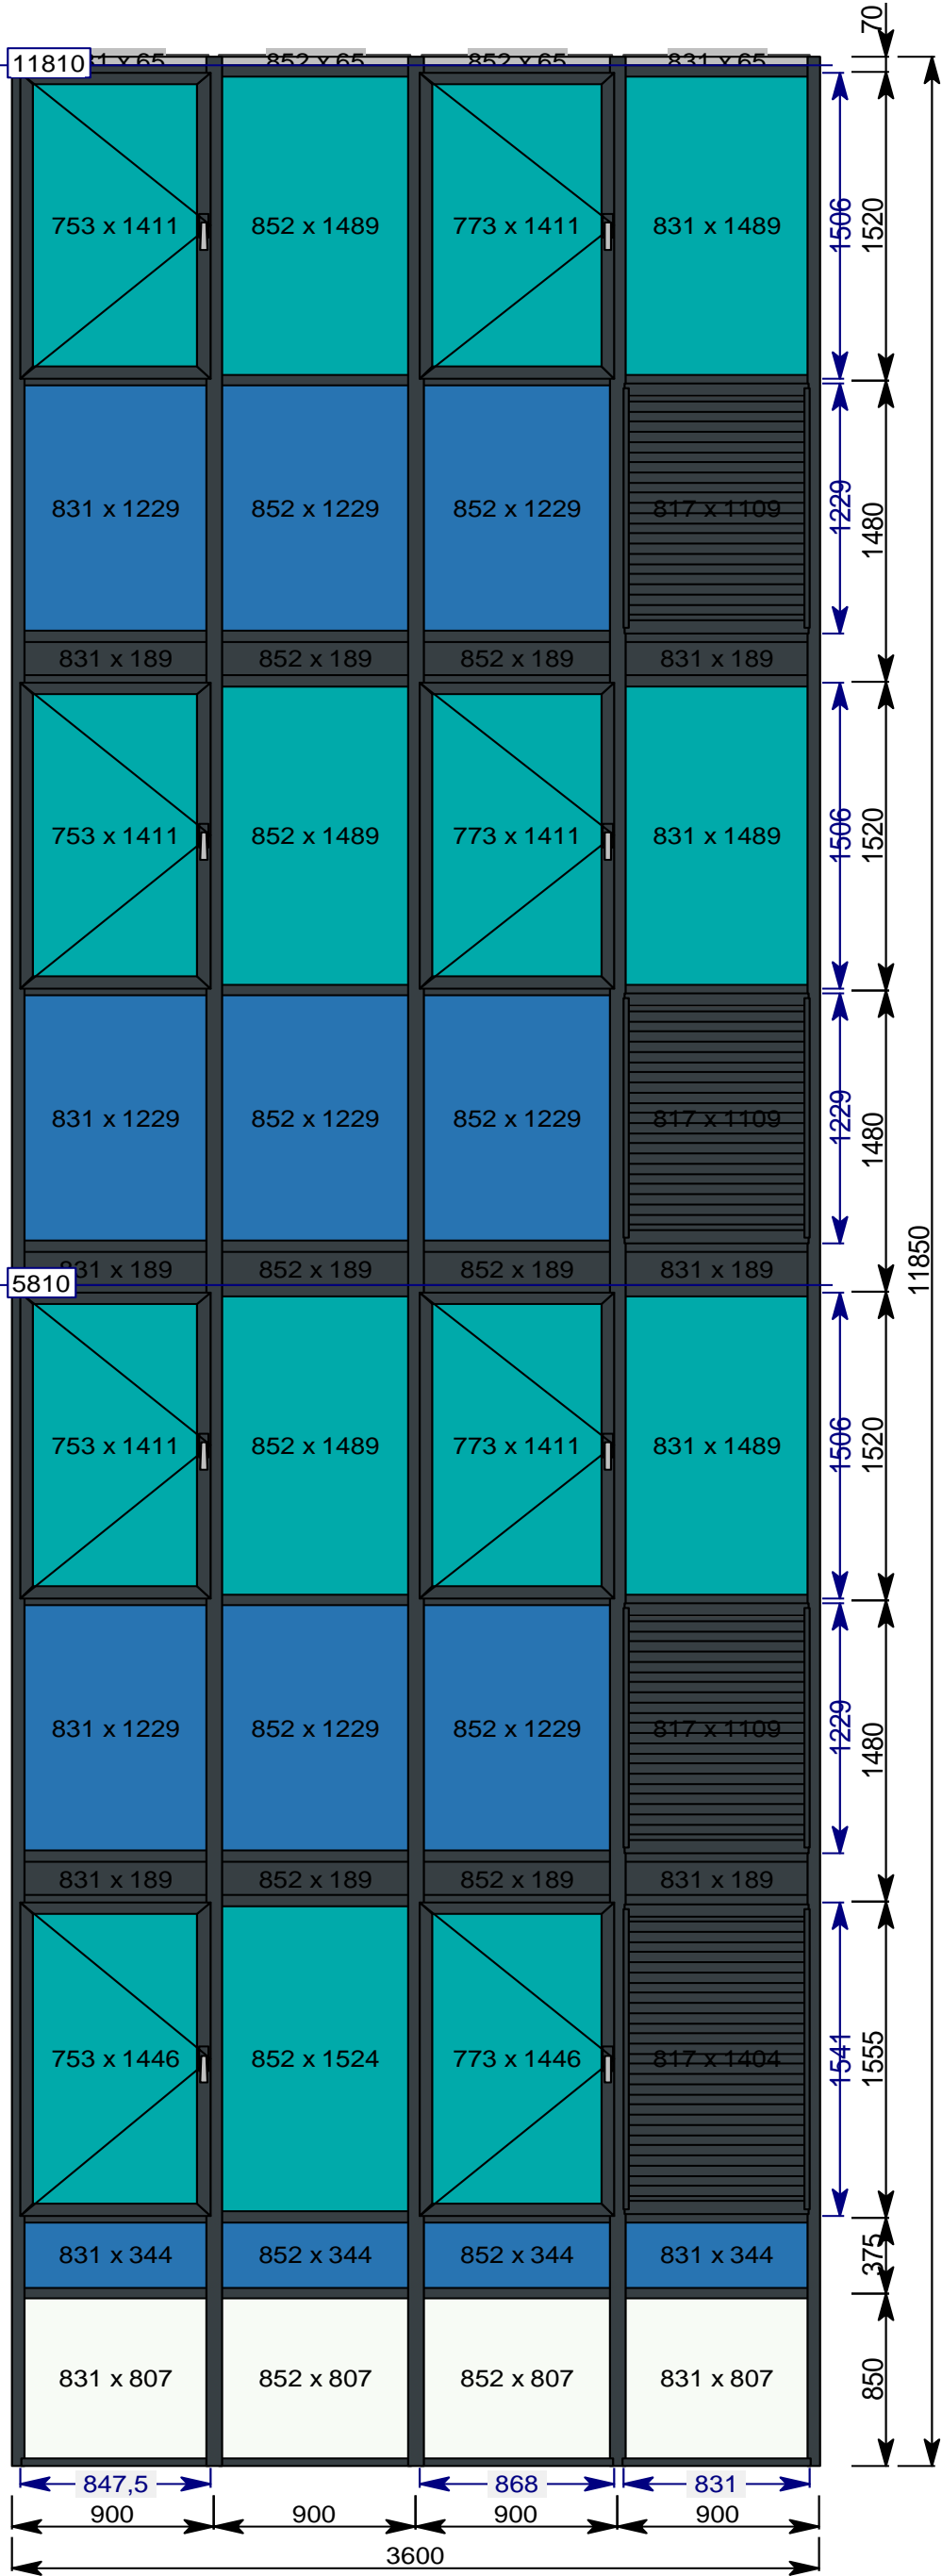 70
11810 31 x 65 852 x 65 852 x 65 831 x 65
753 x 1411 852 x 1489 773 x 1411 831 x 1489 1506 1520
831 x 1229 852 x 1229 852 x 1229 817 x 1109 1229 1480
831 x 189 852 x 189 852 x 189 831 x 189
753 x 1411 852 x 1489 773 x 1411 831 x 1489 1506 1520
831 x 1229 852 x 1229 852 x 1229 817 x 1109 1229 1480
11850
5810 31 x 189 852 x 189 852 x 189 831 x 189
753 x 1411 852 x 1489 773 x 1411 831 x 1489 1506 1520
831 x 1229 852 x 1229 852 x 1229 817 x 1109 1229 1480
831 x 189 852 x 189 852 x 189 831 x 189
753 x 1446 852 x 1524 773 x 1446 817 x 1404 1541 1555
831 x 344 852 x 344 852 x 344 831 x 344 375
831 x 807 852 x 807 852 x 807 831 x 807 850
847,5 868 831
900 900 900 900
3600